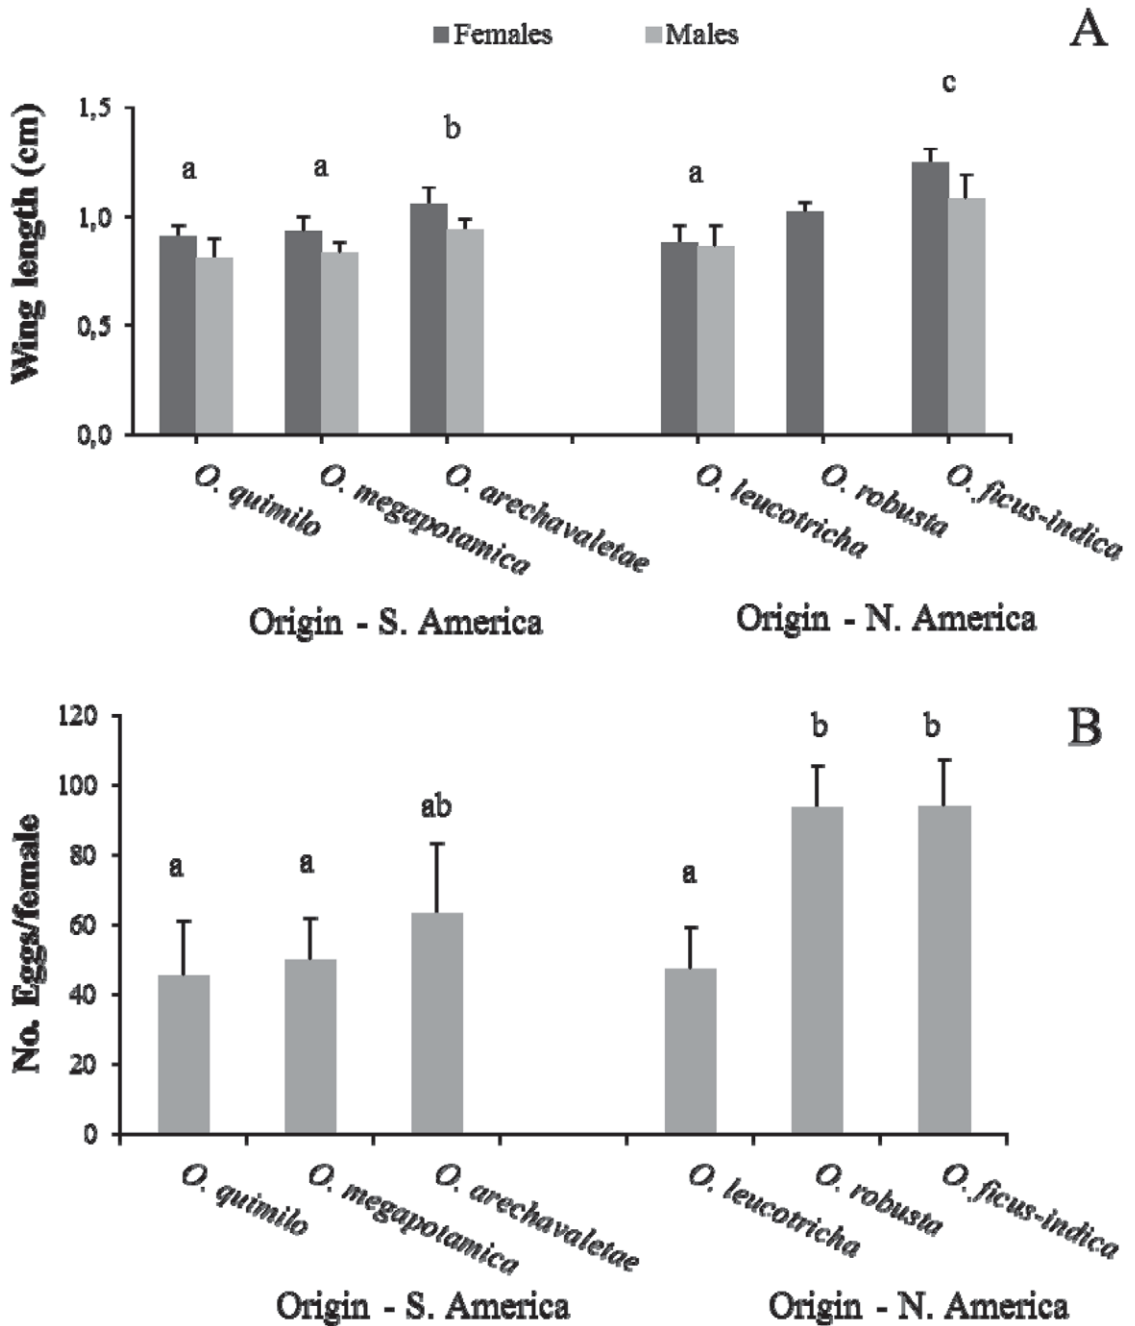 Females Males A
Wing length (cm)
1,5
1,0
0,5
0,0
a a b a c
O. quimilo
O. megapotamica
O. arechavaletae
O. leucotricha
O. robusta
O. ficus-indica
Origin - S. America Origin - N. America
B
No. Eggs/female
120
100
80
60
40
20
0
a a ab a b b
O. quimilo
O. megapotamica
O. arechavaletae
O. leucotricha
O. robusta
O. ficus-indica
Origin - S. America Origin - N. America